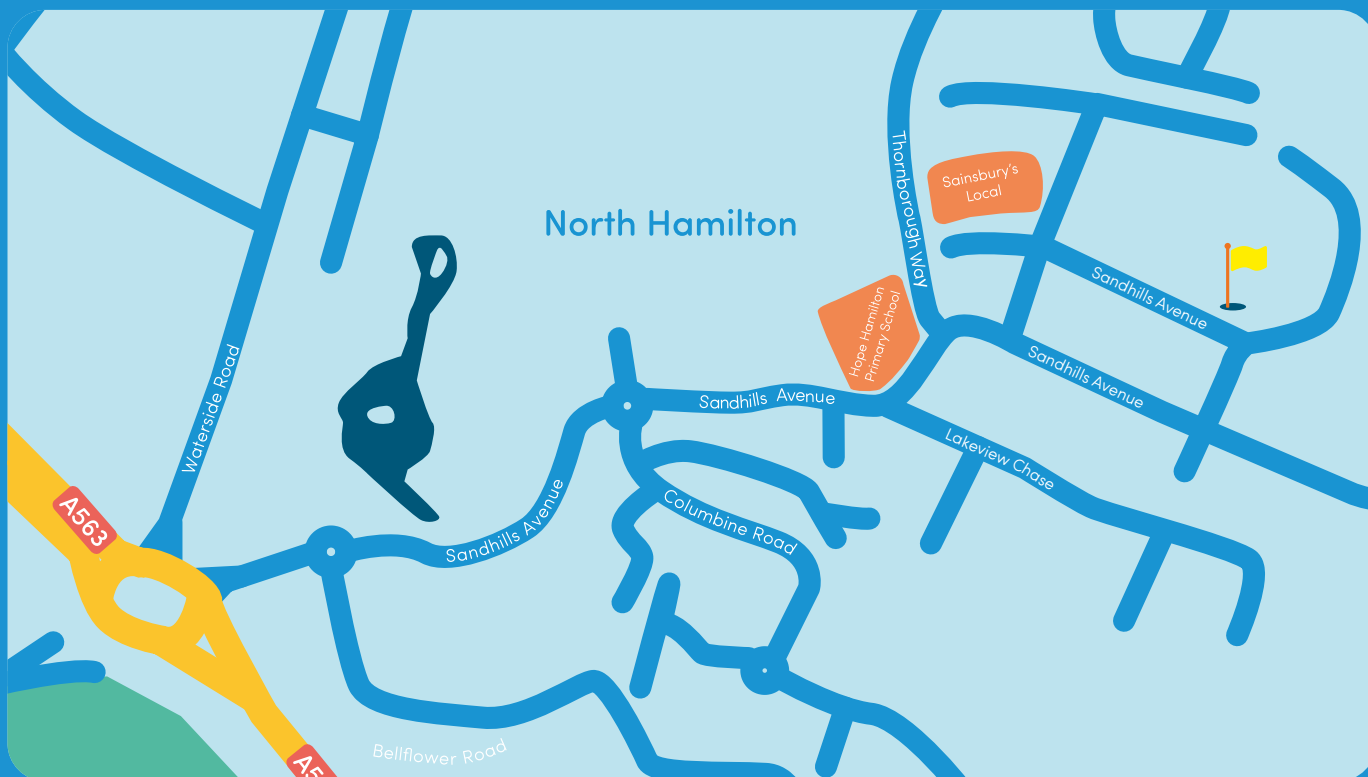 Thornborough Way
Sainsbury's
Local
North Hamilton
Sandhills Avenue
Hope Hamilton
Primary School
Sandhills Avenue
Waterside Road
Sandhills Avenue
Lakeview Chase
A563
Sandhills Avenue
Columbine Road
Bellflower Road
A5